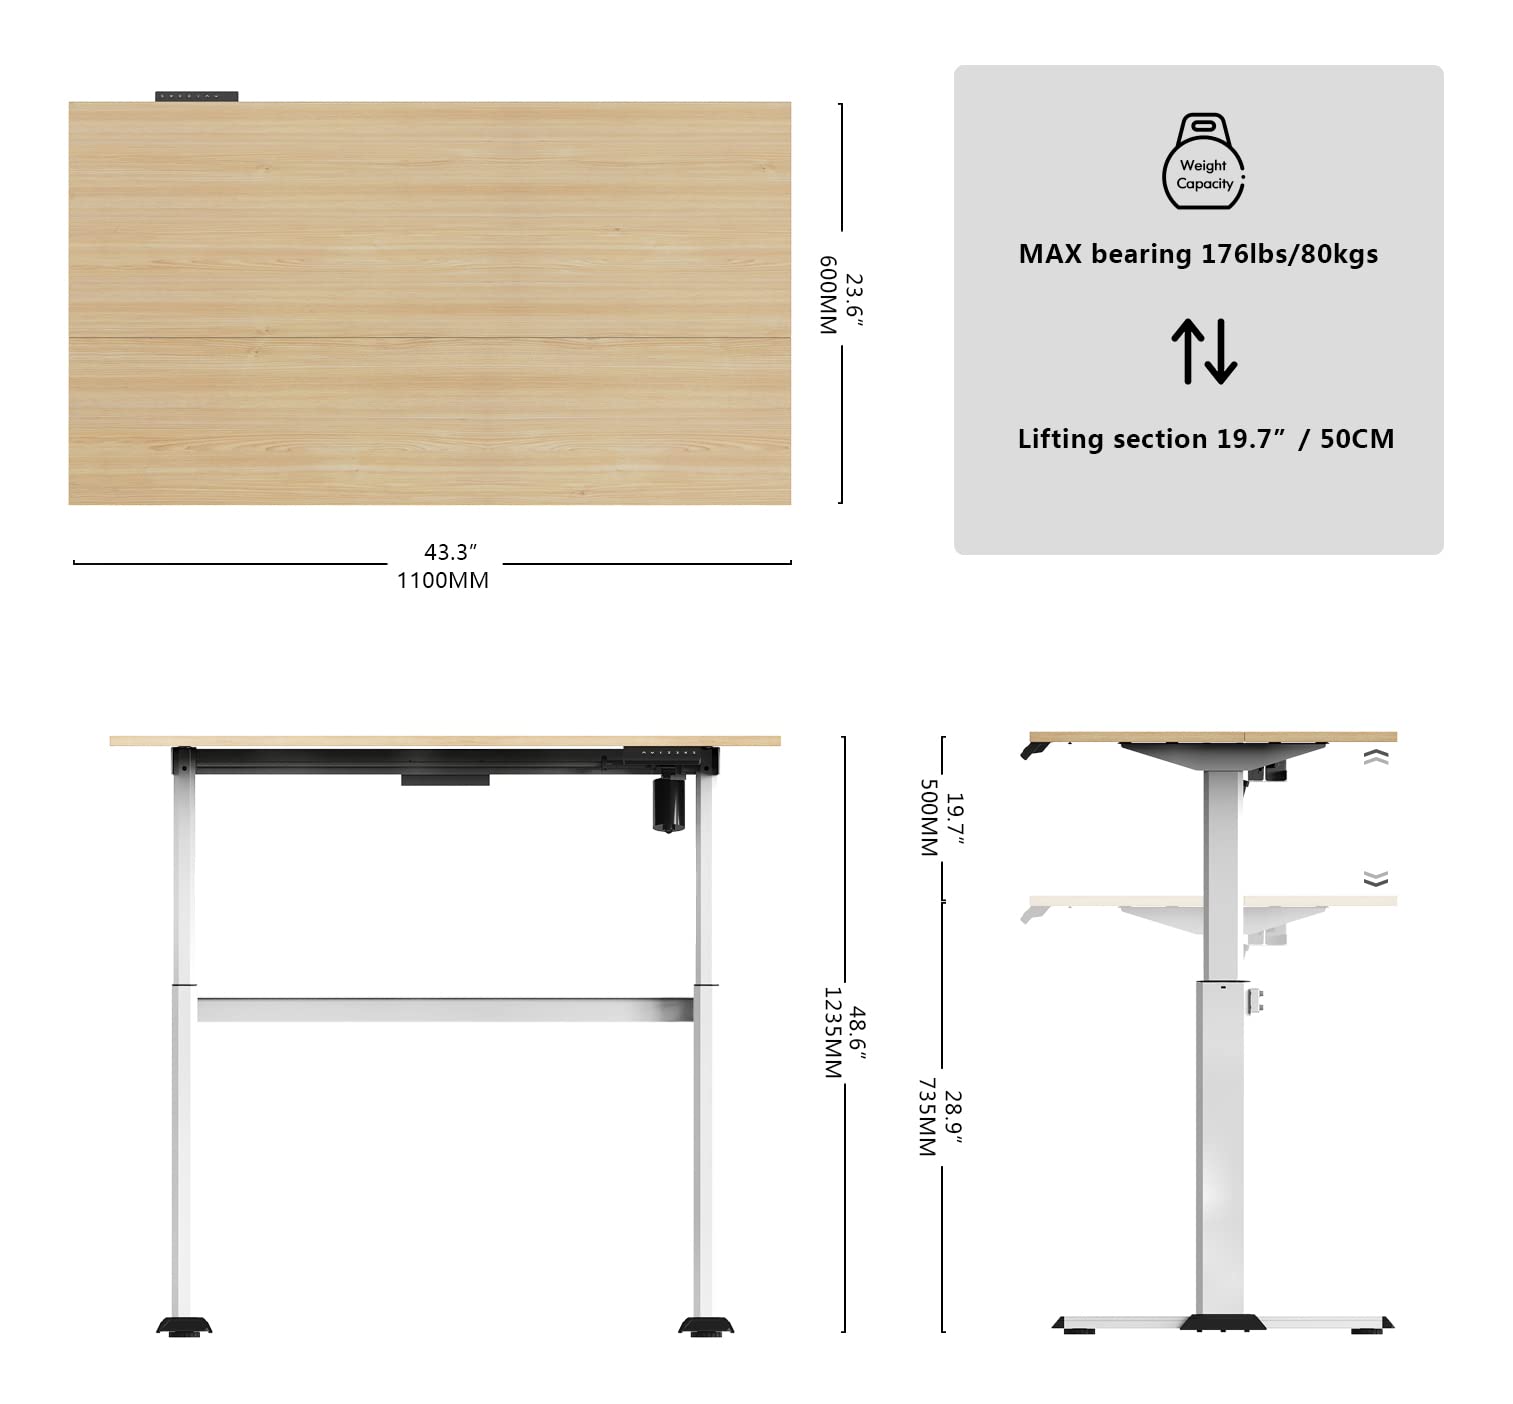 23.6″
600MM
43.3″
1100MM
Weight
Capacity
MAX bearing 176lbs/80kgs
Lifting section 19.7″ / 50CM
48.6″
1235MM
19.7″
500MM
28.9″
735MM